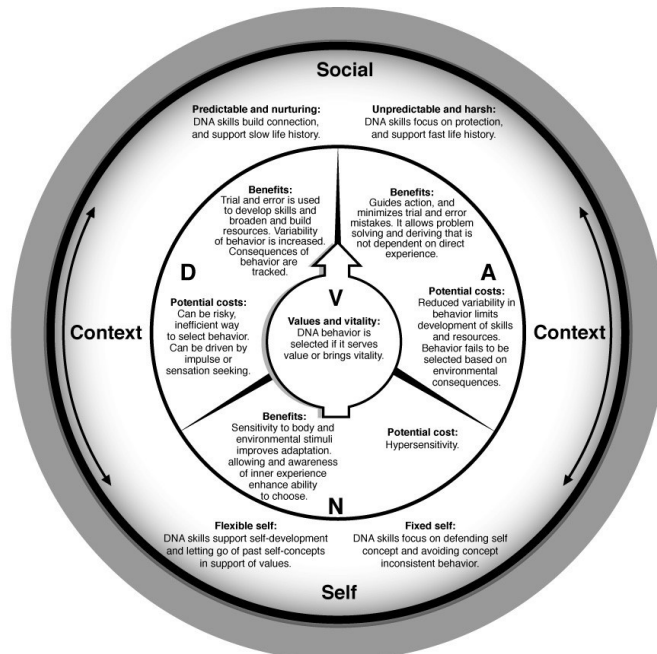 Social
Predictable and nurturing:
DNA skills build connection,
and support slow life history.
Unpredictable and harsh:
DNA skills focus on protection,
and support fast life history.
Benefits:
Trial and error is used
to develop skills and
broaden and build
resources. Variability
of behavior is increased.
Consequences of
behavior are
tracked.
Benefits:
Guides action, and
minimizes trial and error
mistakes. It allows problem
solving and deriving that is
not dependent on direct
experience.
D
A
Potential costs:
Can be risky,
inefficient way
to select behavior.
Can be driven by
impulse or
sensation seeking.
V
Values and vitality:
DNA behavior is
selected if it serves
value or brings vitality.
Potential costs:
Reduced variability in
behavior limits
development of skills
and resources.
Behavior fails to be
selected based on
environmental
consequences.
Context
Context
Benefits:
Sensitivity to body and
environmental stimuli
improves adaptation.
allowing and awareness
of inner experience
enhance ability
to choose.
Potential cost:
Hypersensitivity.
N
Flexible self:
DNA skills support self-development
and letting go of past self-concepts
in support of values.
Fixed self:
DNA skills focus on defending self
concept and avoiding concept
inconsistent behavior.
Self